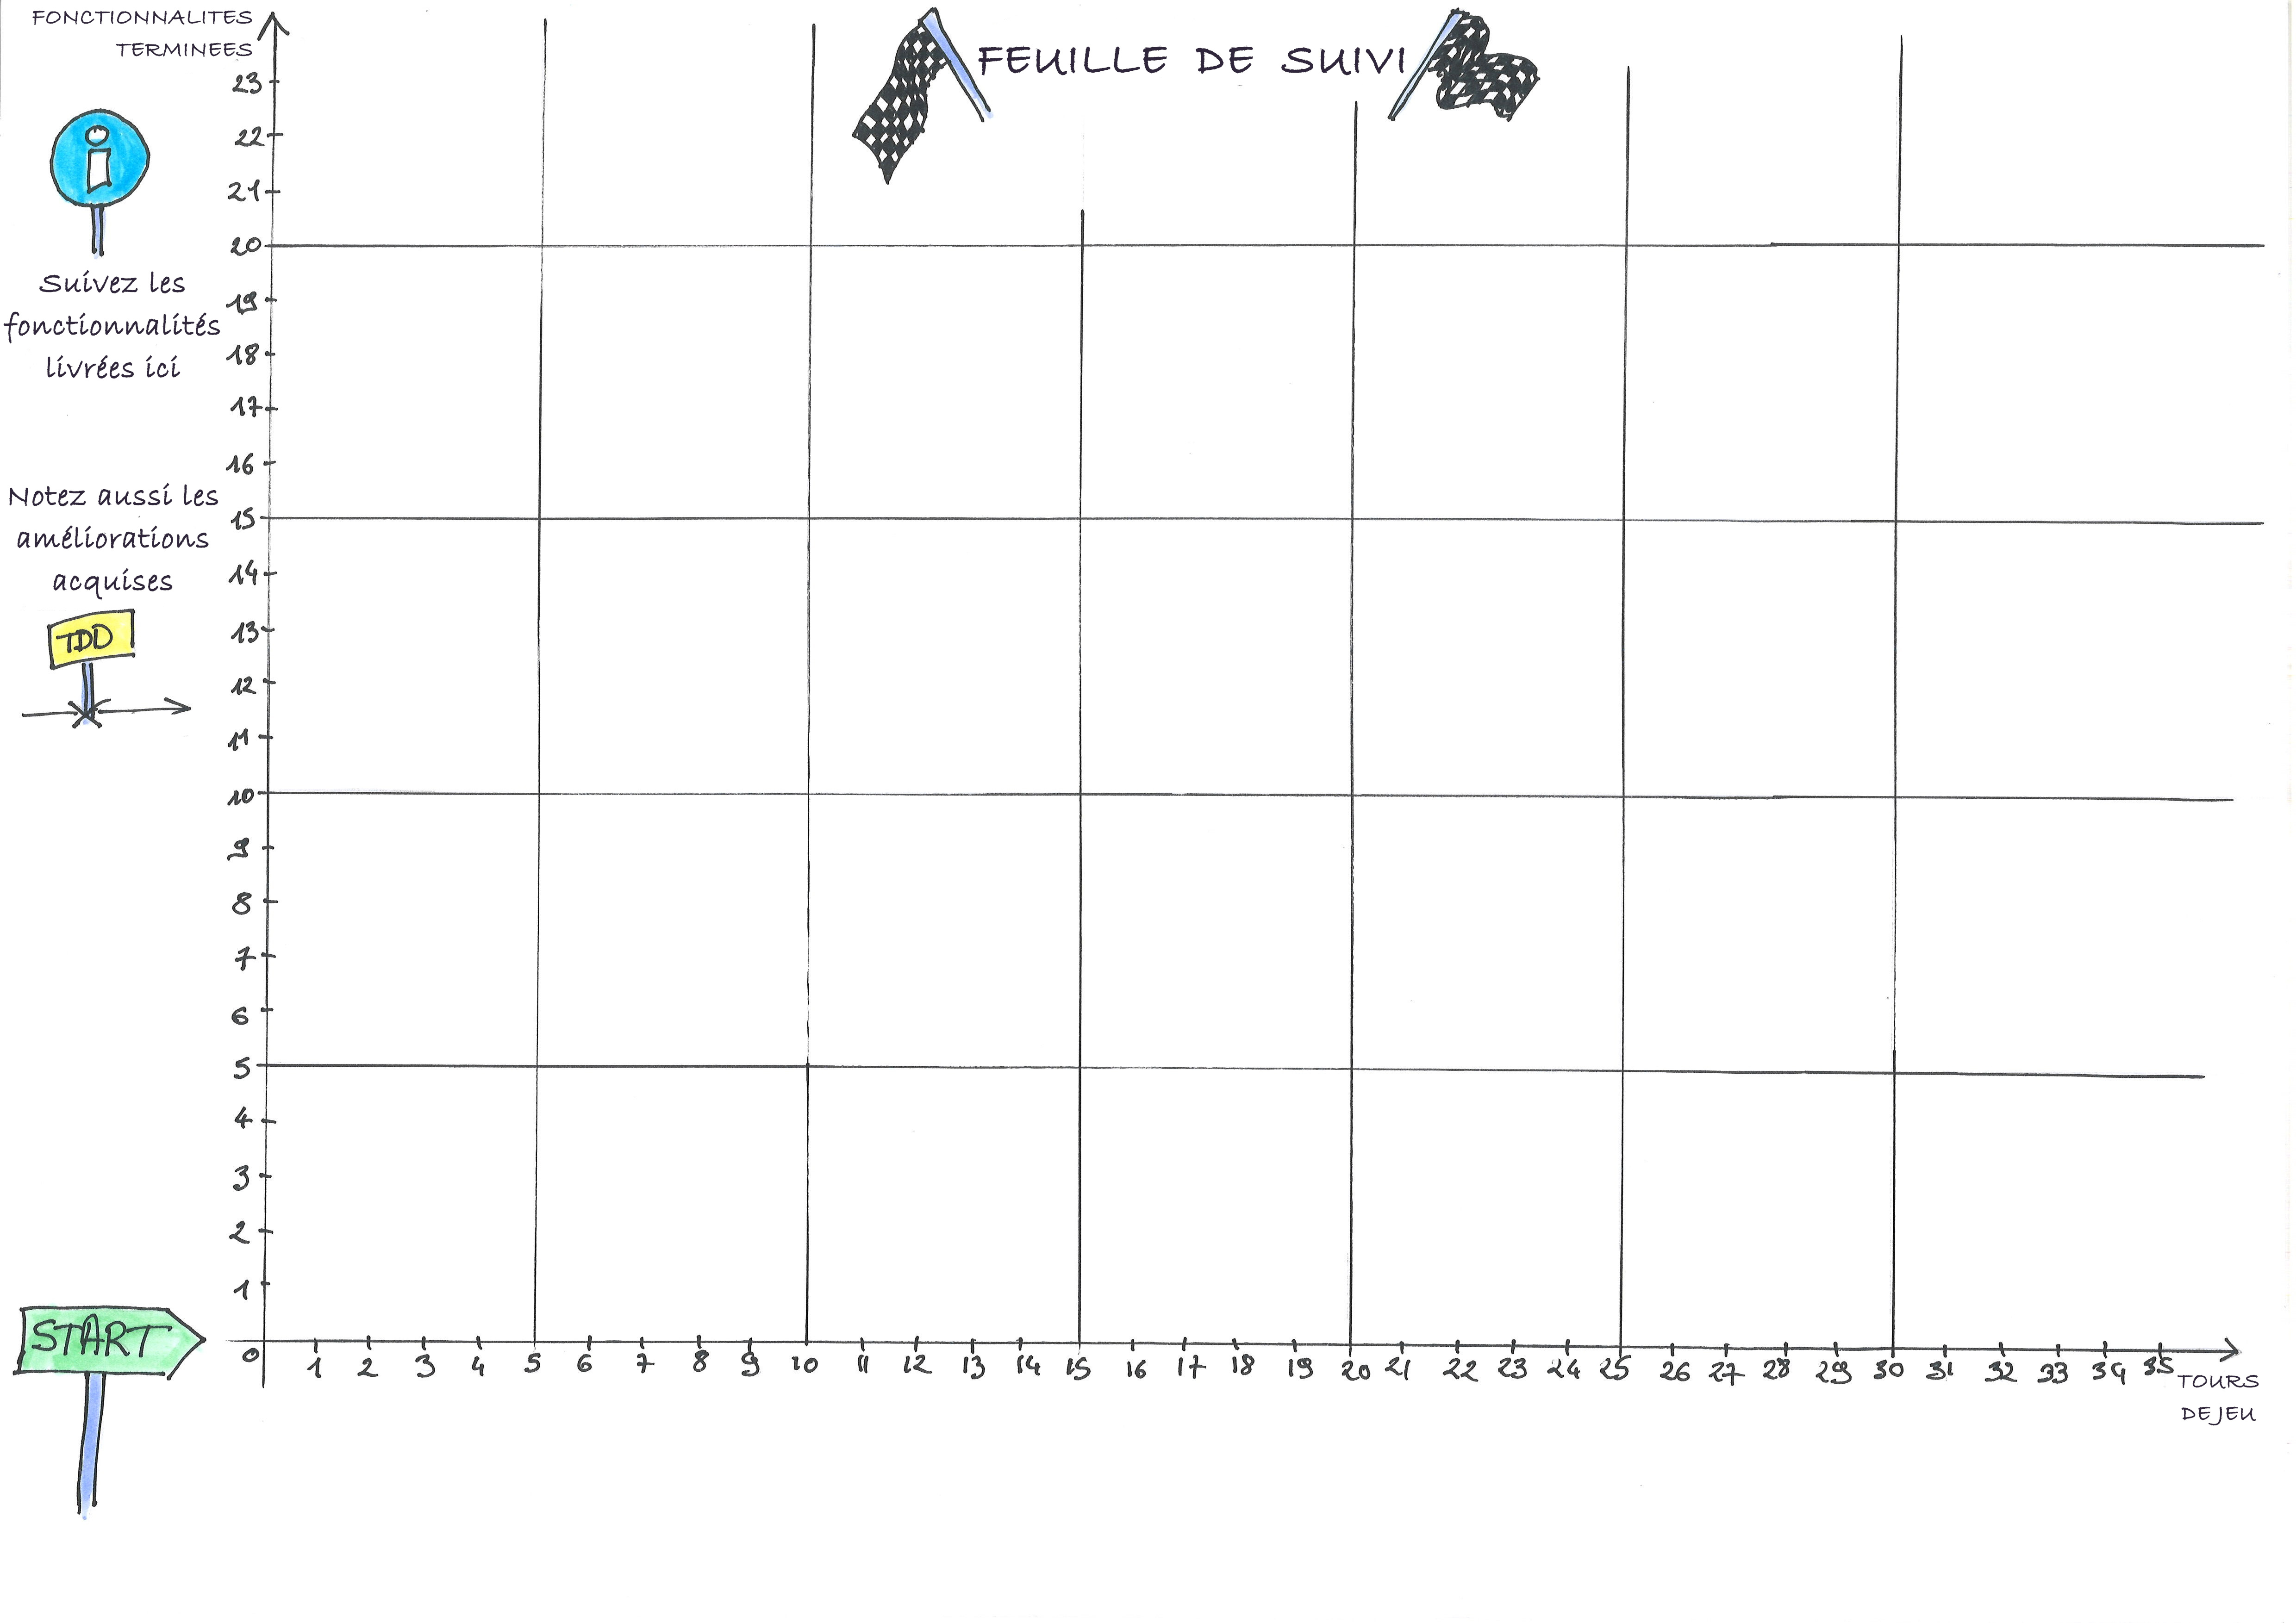 FONCTIONNALITES
TERMINEES
FEUILLE DE SUIVI
23
22
21
20
Suivez les
fonctionnalités
livrées ici
19
18
17
16
Notez aussi les
améliorations
acquises
15
14
13
TDD
12
11
10
9
8
7
6
5
4
3
2
1
START
0 1 2 3 4 5 6 7 8 9 10 11 12 13 14 15 16 17 18 19 20 21 22 23 24 25 26 27 28 29 30 31 32 33 34 35
TOURS
DE JEU